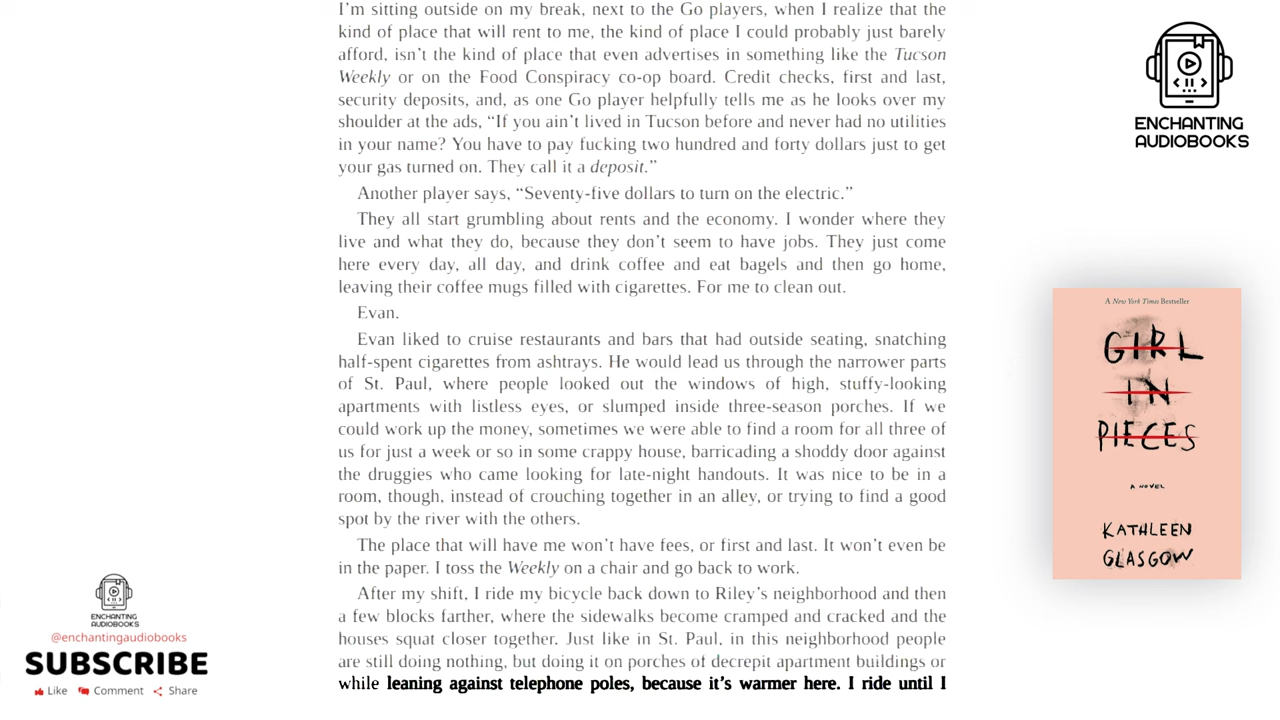 I'm sitting outside on my break, next to the Go players, when I realize that the
kind of place that will rent to me, the kind of place I could probably just barely
afford, isn't the kind of place that even advertises in something like the Tucson
Weekly or on the Food Conspiracy co-op board. Credit checks, first and last,
security deposits, and, as one Go player helpfully tells me as he looks over my
shoulder at the ads, “If you ain’t lived in Tucson before and never had no utilities
in your name? You have to pay fucking two hundred and forty dollars just to get
your gas turned on. They call it a deposit.”
Another player says, “Seventy-five dollars to turn on the electric.”
They all start grumbling about rents and the economy. I wonder where they
live and what they do, because they don’t seem to have jobs. They just come
here every day, all day, and drink coffee and eat bagels and then go home,
leaving their coffee mugs filled with cigarettes. For me to clean out.
Evan.
Evan liked to cruise restaurants and bars that had outside seating, snatching
half-spent cigarettes from ashtrays. He would lead us through the narrower parts
of St. Paul, where people looked out the windows of high, stuffy-looking
apartments with listless eyes, or slumped inside three-season porches. If we
could work up the money, sometimes we were able to find a room for all three of
us for just a week or so in some crappy house, barricading a shoddy door against
the druggies who came looking for late-night handouts. It was nice to be in a
room, though, instead of crouching together in an alley, or trying to find a good
spot by the river with the others.
The place that will have me won’t have fees, or first and last. It won’t even be
in the paper. I toss the Weekly on a chair and go back to work.
After my shift, I ride my bicycle back down to Riley’s neighborhood and then
a few blocks farther, where the sidewalks become cramped and cracked and the
houses squat closer together. Just like in St. Paul, in this neighborhood people
are still doing nothing, but doing it on porches of decrepit apartment buildings or
while leaning against telephone poles, because it’s warmer here. I ride until I
ENCHANTING
AUDIOBOOKS
A New York Times Bestseller
GIRL
IN
PIECES
A NOVEL
KATHLEEN
GLASGOW
ENCHANTING
AUDIOBOOKS
@enchantingaudiobooks
SUBSCRIBE
Like Comment Share